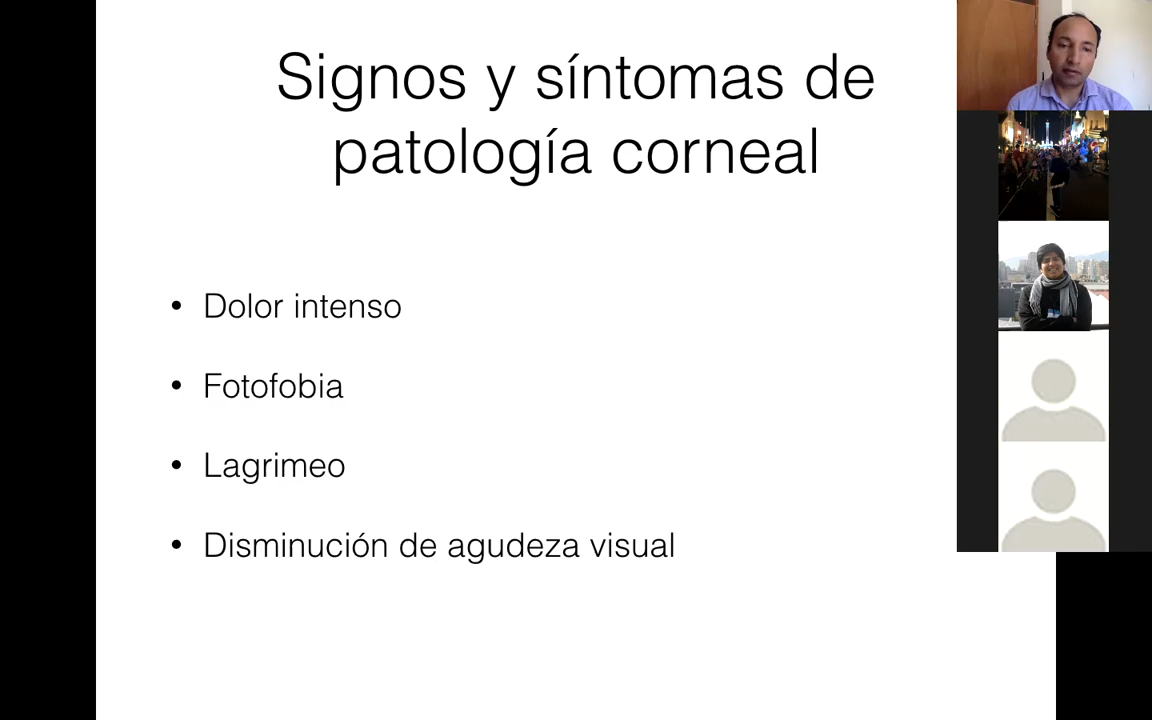 Signos y síntomas de
patología corneal
• Dolor intenso
• Fotofobia
• Lagrimeo
• Disminución de agudeza visual